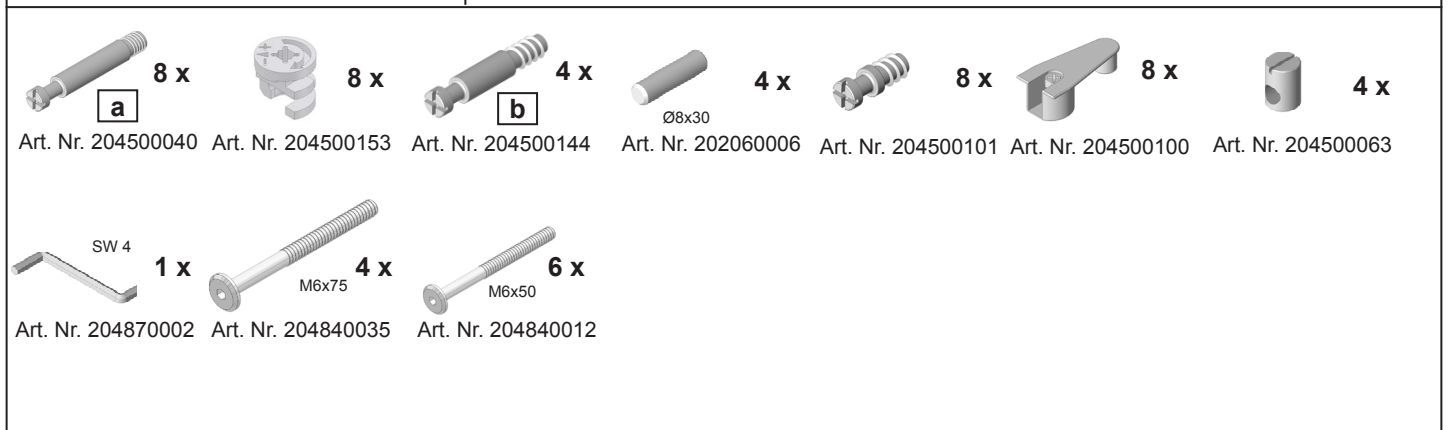 8 x
a
Art. Nr. 204500040
8 x
Art. Nr. 204500153
4 x
b
Art. Nr. 204500144
4 x
Ø8x30
Art. Nr. 202060006
8 x
Art. Nr. 204500101
8 x
Art. Nr. 204500100
4 x
Art. Nr. 204500063
SW 4
1 x
Art. Nr. 204870002
4 x
M6x75
Art. Nr. 204840035
6 x
M6x50
Art. Nr. 204840012